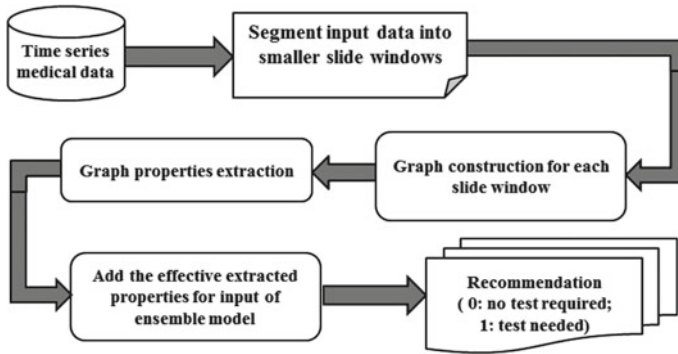 Time series
medical data
Segment input data into
smaller slide windows
Graph construction for each
slide window
Graph properties extraction
Add the effective extracted
properties for input of
ensemble model
Recommendation
( 0: no test required;
1: test needed)